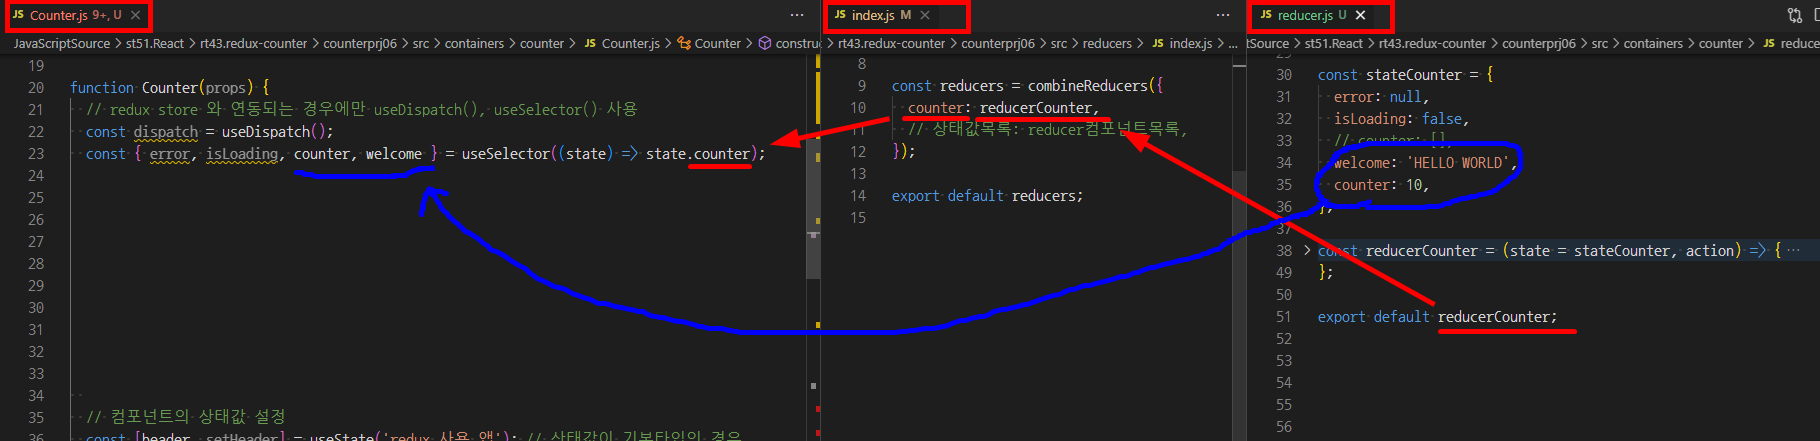 JS Counter.js 9+, U ×
JavaScriptSource > st51.React > rt43.redux-counter > counterprj06 > src > containers > counter > JS Counter.js > Counter >
19
20 function Counter(props) {
21 // redux store 와 연동되는 경우에만 useDispatch(), useSelector() 사용
22 const dispatch = useDispatch();
23 const { error, isLoading, counter, welcome } = useSelector((state) => state.counter);
24
25
26
27
28
29
30
31
32
33
34
35 // 컴포넌트의 상태값 설정
36 const [header, setHeader] = useState('redux 사용 앱'); // 상태값이 기본타입의 경우
JS index.js M ×
rt43.redux-counter > counterprj06 > src > reducers > JS index.js > ...
8
9 const reducers = combineReducers({
10 counter: reducerCounter,
11 // 상태값목록: reducer컴포넌트목록,
12 });
13
14 export default reducers;
15
JS reducer.js U ×
> st51.React > rt43.redux-counter > counterprj06 > src > containers > counter > JS
29
30 const stateCounter = {
31 error: null,
32 isLoading: false,
33 // counter: [],
34 welcome: 'HELLO WORLD',
35 counter: 10,
36 };
37
38 > const reducerCounter = (state = stateCounter, action) => { ...
49 };
50
51 export default reducerCounter;
52
53
54
55
56